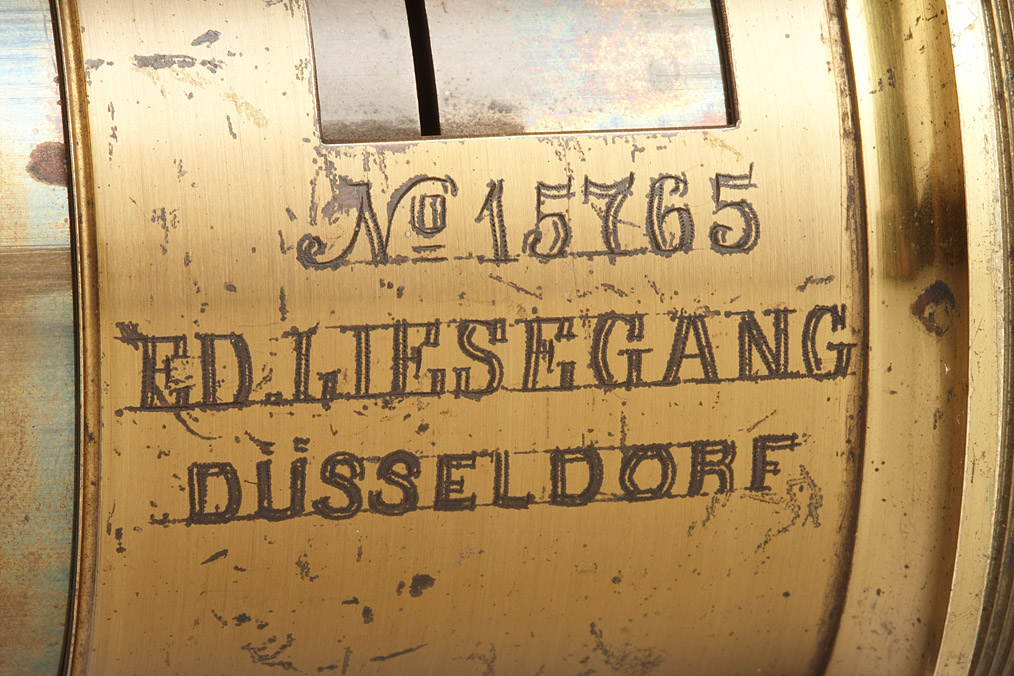 Nº 15765
ED. LIESEGANG
DÜSSELDORF